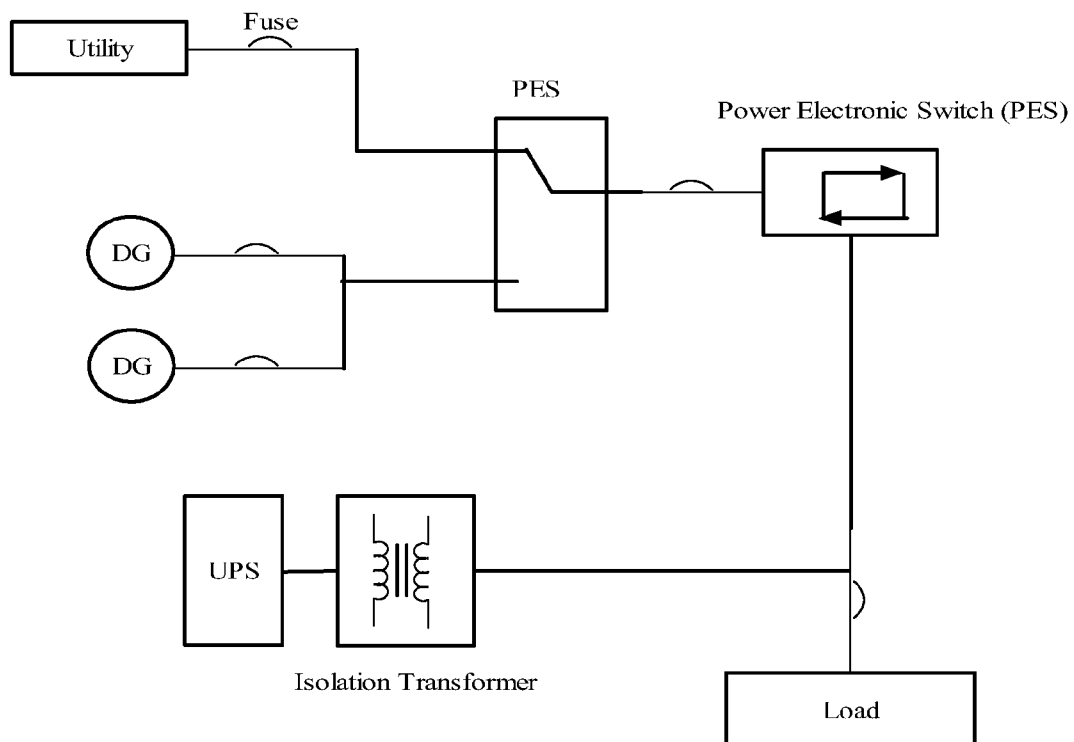 Fuse
Utility
PES
Power Electronic Switch (PES)
DG
DG
UPS
Isolation Transformer
Load